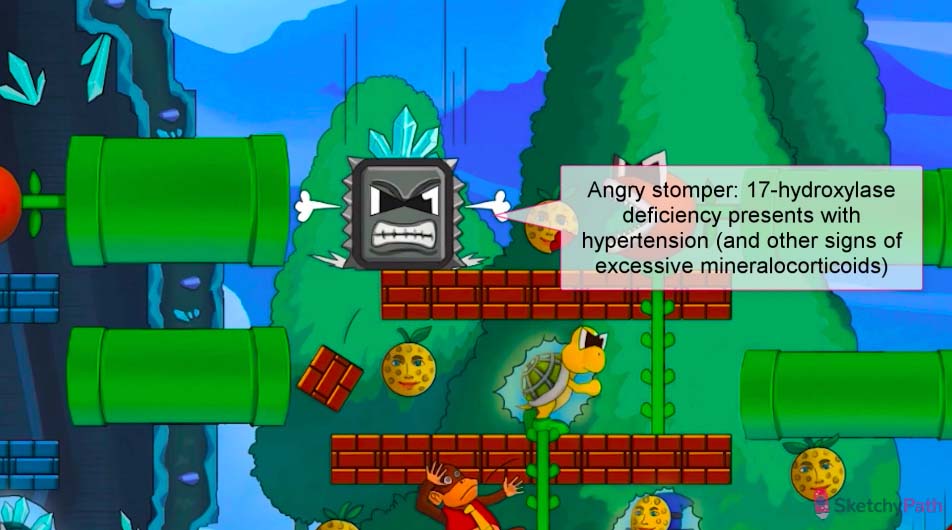 Angry stomper: 17-hydroxylase
deficiency presents with
hypertension (and other signs of
excessive mineralocorticoids)
SketchyPath